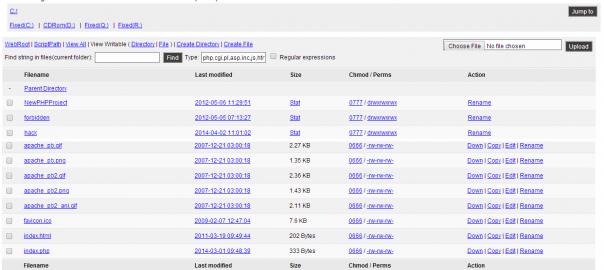 C:/
Jump to
Fixed(C:) | CDRom(D:) | Fixed(Q:) | Fixed(R:)
WebRoot | ScriptPath | View All | View Writable ( Directory | File ) | Create Directory | Create File
Choose File No file chosen Upload
Find string in files(current folder): Find Type: php,cgi,pl,asp,inc,js,htr Regular expressions
Filename Last modified Size Chmod / Perms Action
- Parent Directory
NewPHPProject 2012-05-06 11:29:51 Stat 0777 / drwxrwxrwx Rename
forbidden 2012-05-05 07:13:27 Stat 0777 / drwxrwxrwx Rename
hack 2014-04-02 11:01:02 Stat 0777 / drwxrwxrwx Rename
apache_pb.gif 2007-12-21 03:00:18 2.27 KB 0666 / -rw-rw-rw- Down | Copy | Edit | Rename
apache_pb.png 2007-12-21 03:00:18 1.35 KB 0666 / -rw-rw-rw- Down | Copy | Edit | Rename
apache_pb2.gif 2007-12-21 03:00:18 2.36 KB 0666 / -rw-rw-rw- Down | Copy | Edit | Rename
apache_pb2.png 2007-12-21 03:00:18 1.43 KB 0666 / -rw-rw-rw- Down | Copy | Edit | Rename
apache_pb2_ani.gif 2007-12-21 03:00:18 2.11 KB 0666 / -rw-rw-rw- Down | Copy | Edit | Rename
favicon.ico 2009-02-07 12:47:04 7.6 KB 0666 / -rw-rw-rw- Down | Copy | Edit | Rename
index.html 2011-03-19 09:49:44 202 Bytes 0666 / -rw-rw-rw- Down | Copy | Edit | Rename
index.php 2014-03-01 09:48:39 333 Bytes 0666 / -rw-rw-rw- Down | Copy | Edit | Rename
Filename Last modified Size Chmod / Perms Action